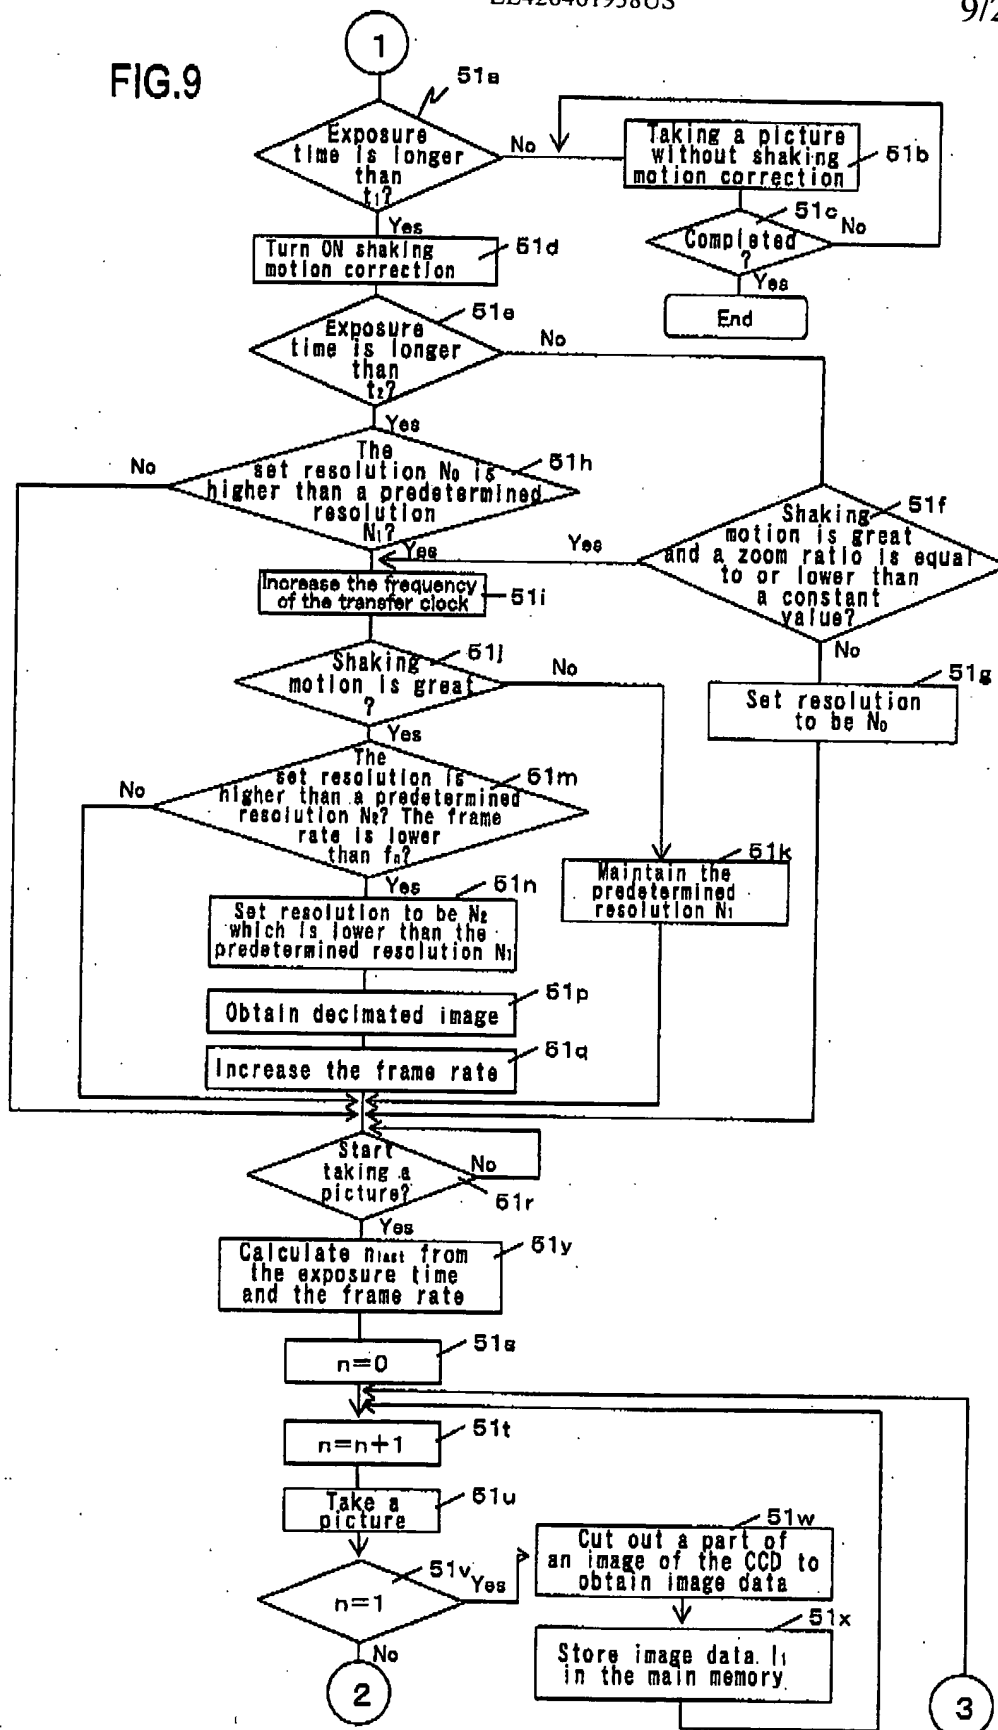 9/2
1
FIG.9
51a
Exposure
time is longer
than
t₁?
No
Yes
Taking a picture
without shaking
motion correction
51b
51c
Completed
?
No
Yes
End
Turn ON shaking
motion correction
51d
51e
Exposure
time is longer
than
t₂?
No
Yes
51h
The
set resolution N₀ is
higher than a predetermined
resolution
N₁?
No
Yes
51f
Shaking
motion is great
and a zoom ratio is equal
to or lower than
a constant
value?
Yes
No
Increase the frequency
of the transfer clock
51i
51j
Shaking
motion is great
?
No
Yes
51g
Set resolution
to be N₀
The
set resolution is
higher than a predetermined
resolution N₂? The frame
rate is lower
than fₙ?
51m
No
Yes
51k
Maintain the
predetermined
resolution N₁
51n
Set resolution to be N₂
which is lower than the
predetermined resolution N₁
51p
Obtain decimated image
51q
Increase the frame rate
Start
taking a
picture?
No
51r
Yes
51y
Calculate nlast from
the exposure time
and the frame rate
51s
n=0
51t
n=n+1
51u
Take a
picture
51v
n=1
Yes
No
51w
Cut out a part of
an image of the CCD to
obtain image data
51x
Store image data I₁
in the main memory
2
3